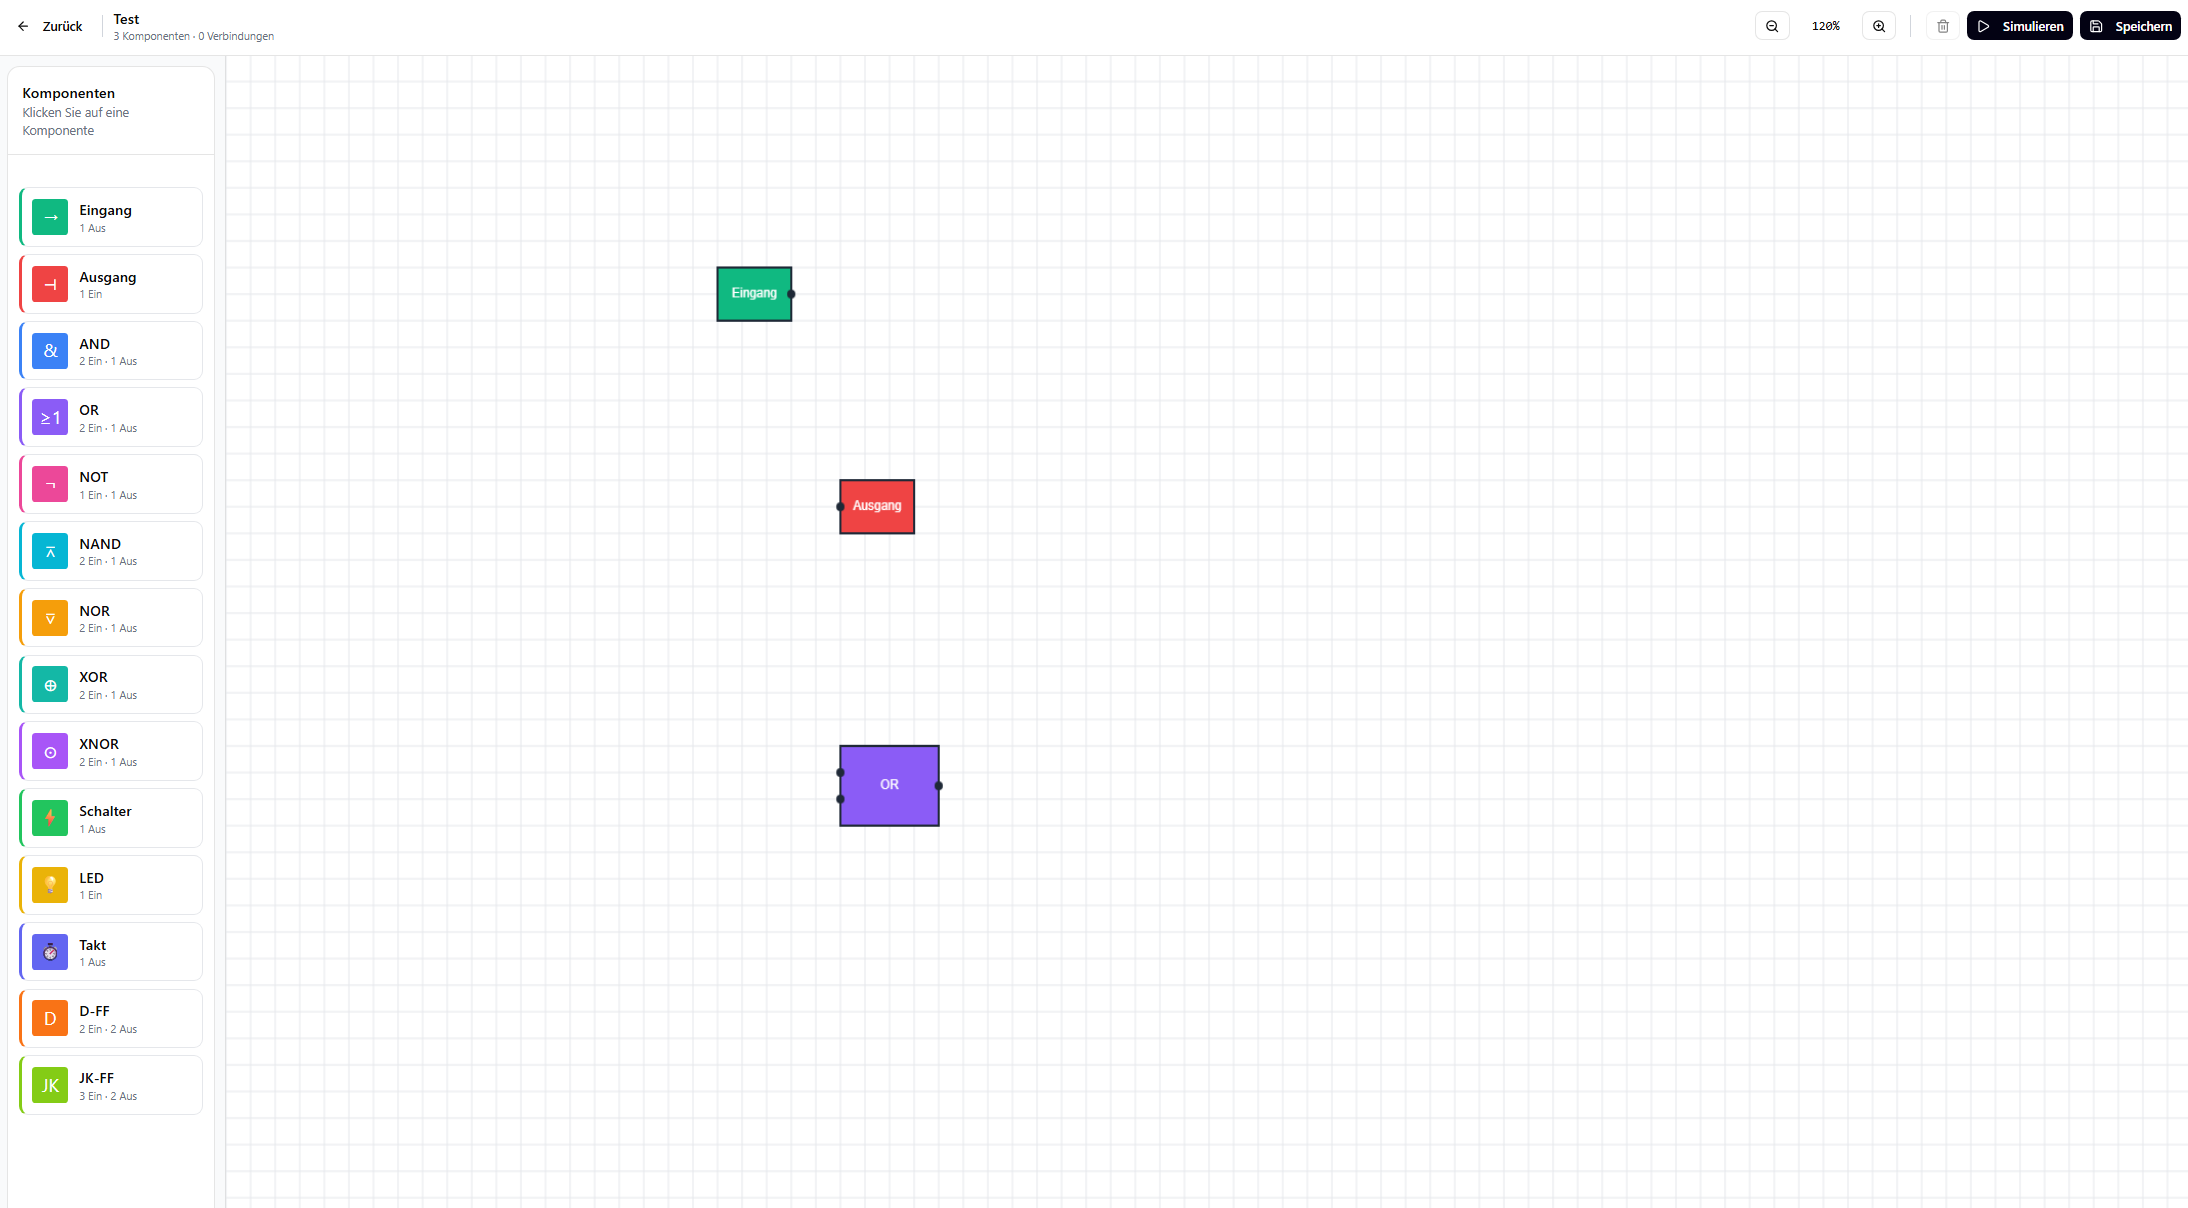 Zurück
Test
3 Komponenten · 0 Verbindungen
120%
Simulieren
Speichern
Komponenten
Klicken Sie auf eine
Komponente
→
Eingang
1 Aus
⊣
Ausgang
1 Ein
&
AND
2 Ein · 1 Aus
≥1
OR
2 Ein · 1 Aus
¬
NOT
1 Ein · 1 Aus
⊼
NAND
2 Ein · 1 Aus
⊽
NOR
2 Ein · 1 Aus
⊕
XOR
2 Ein · 1 Aus
⊙
XNOR
2 Ein · 1 Aus
Schalter
1 Aus
LED
1 Ein
Takt
1 Aus
D
D-FF
2 Ein · 2 Aus
JK
JK-FF
3 Ein · 2 Aus
Eingang
Ausgang
OR